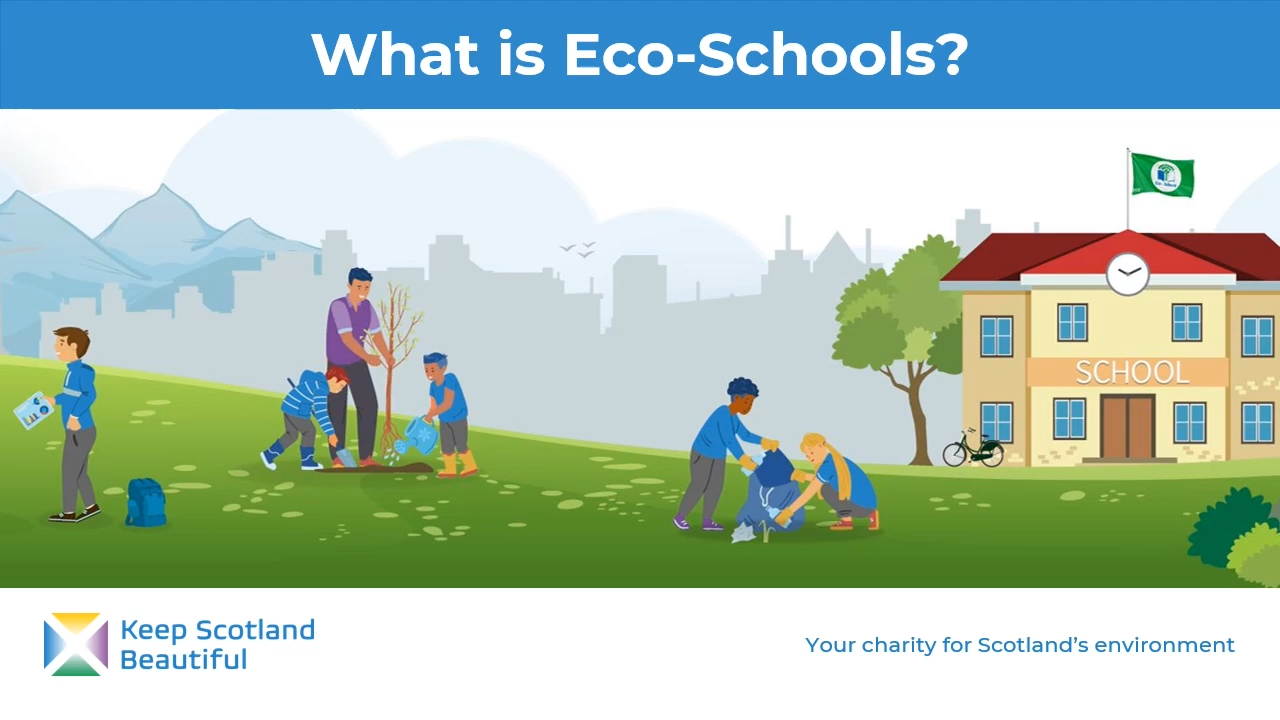 What is Eco-Schools?
SCHOOL
Keep Scotland
Beautiful
Your charity for Scotland's environment